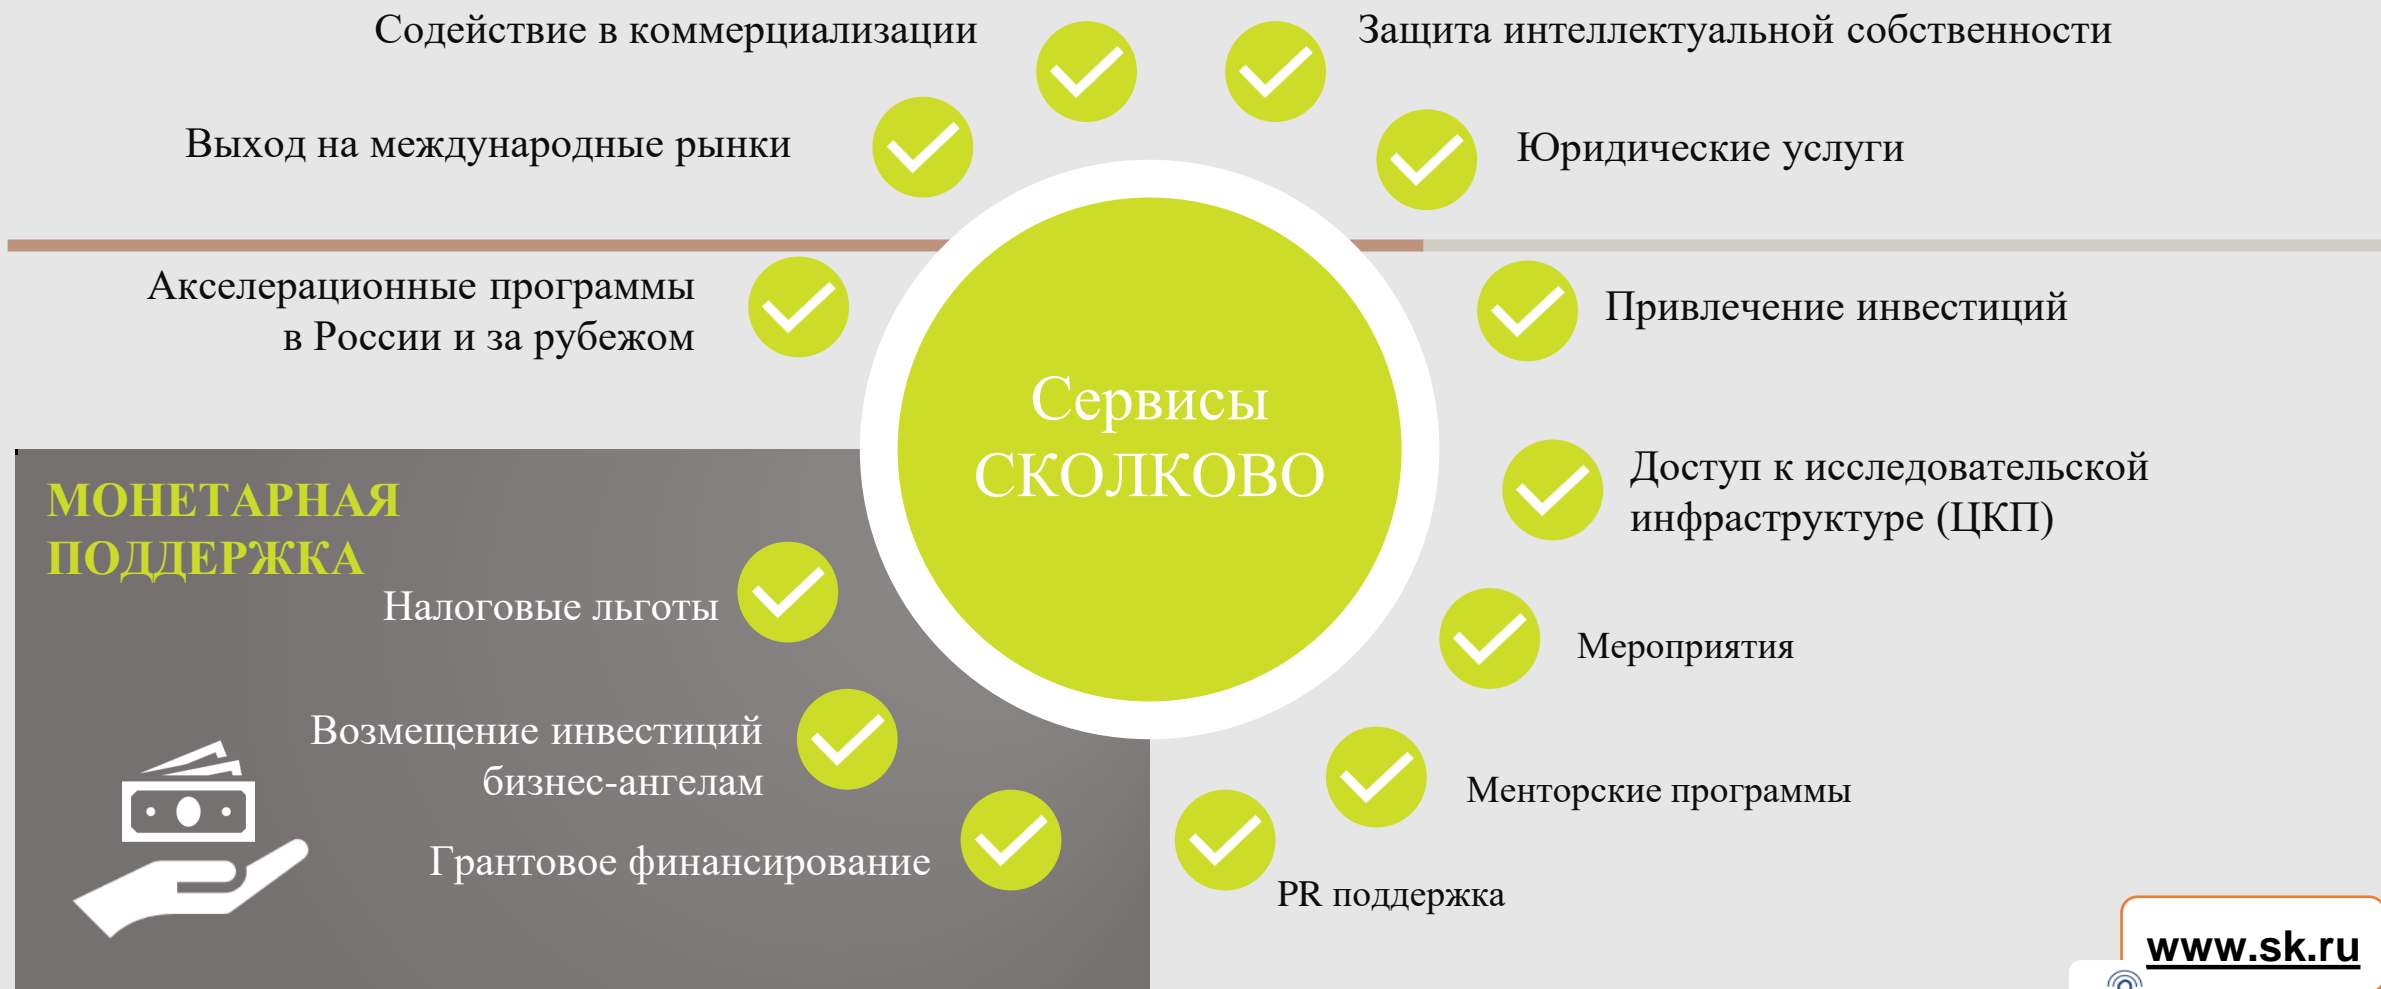 Содействие в коммерциализации
Защита интеллектуальной собственности
Выход на международные рынки
Юридические услуги
Акселерационные программы
в России и за рубежом
Привлечение инвестиций
Сервисы
СКОЛКОВО
Доступ к исследовательской
инфраструктуре (ЦКП)
МОНЕТАРНАЯ
ПОДДЕРЖКА
Налоговые льготы
Мероприятия
Возмещение инвестиций
бизнес-ангелам
Менторские программы
Грантовое финансирование
PR поддержка
www.sk.ru